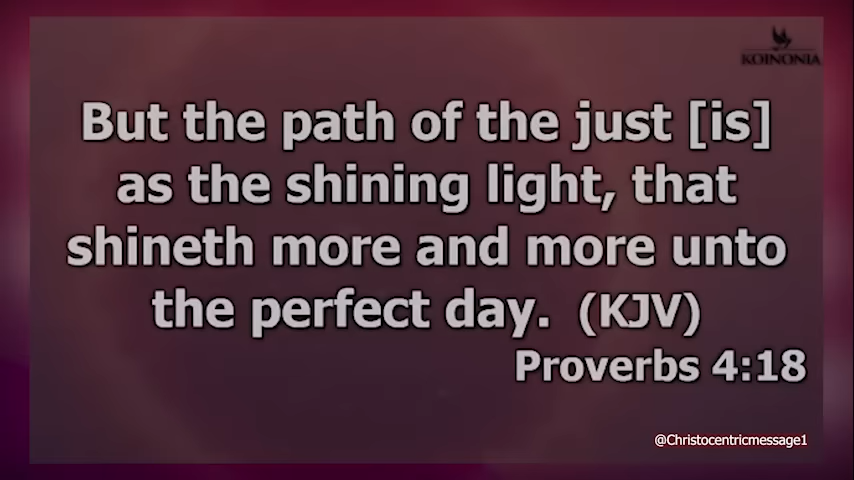 KOINONIA
But the path of the just [is]
as the shining light, that
shineth more and more unto
the perfect day. (KJV)
Proverbs 4:18
@Christocentricmessage1